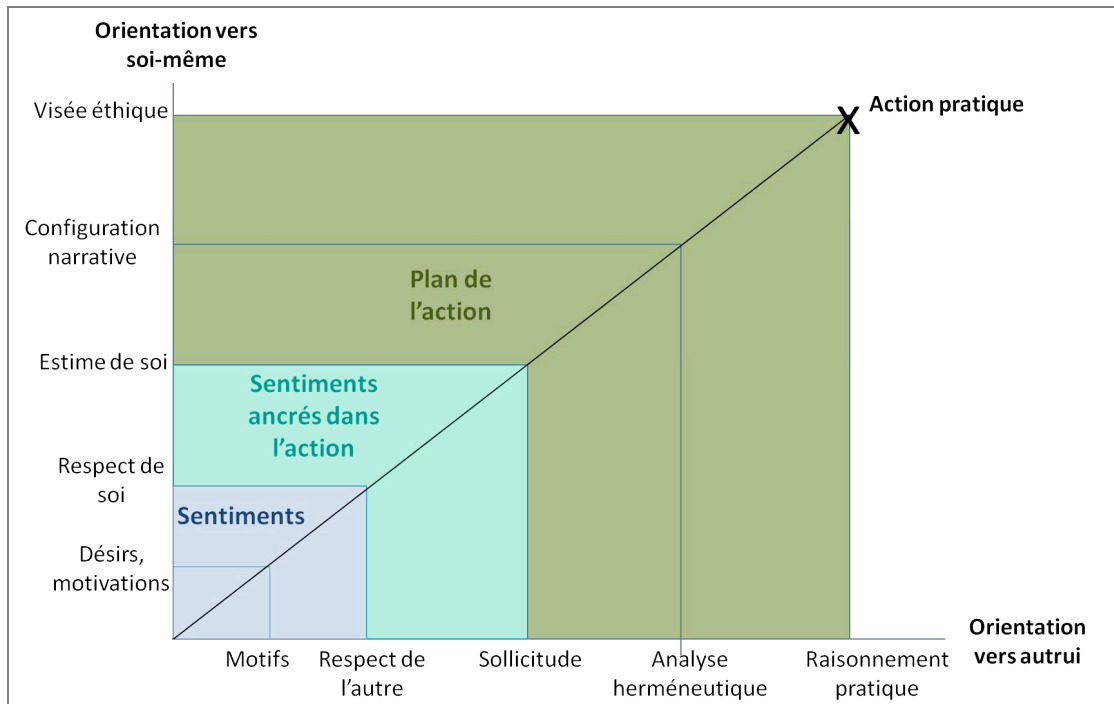 Orientation vers
soi-même
Visée éthique
Action pratique
Configuration
narrative
Plan de
l'action
Estime de soi
Sentiments
ancrés dans
l'action
Respect de
soi
Sentiments
Désirs,
motivations
Orientation
vers autrui
Motifs
Respect de
l'autre
Sollicitude
Analyse
herméneutique
Raisonnement
pratique